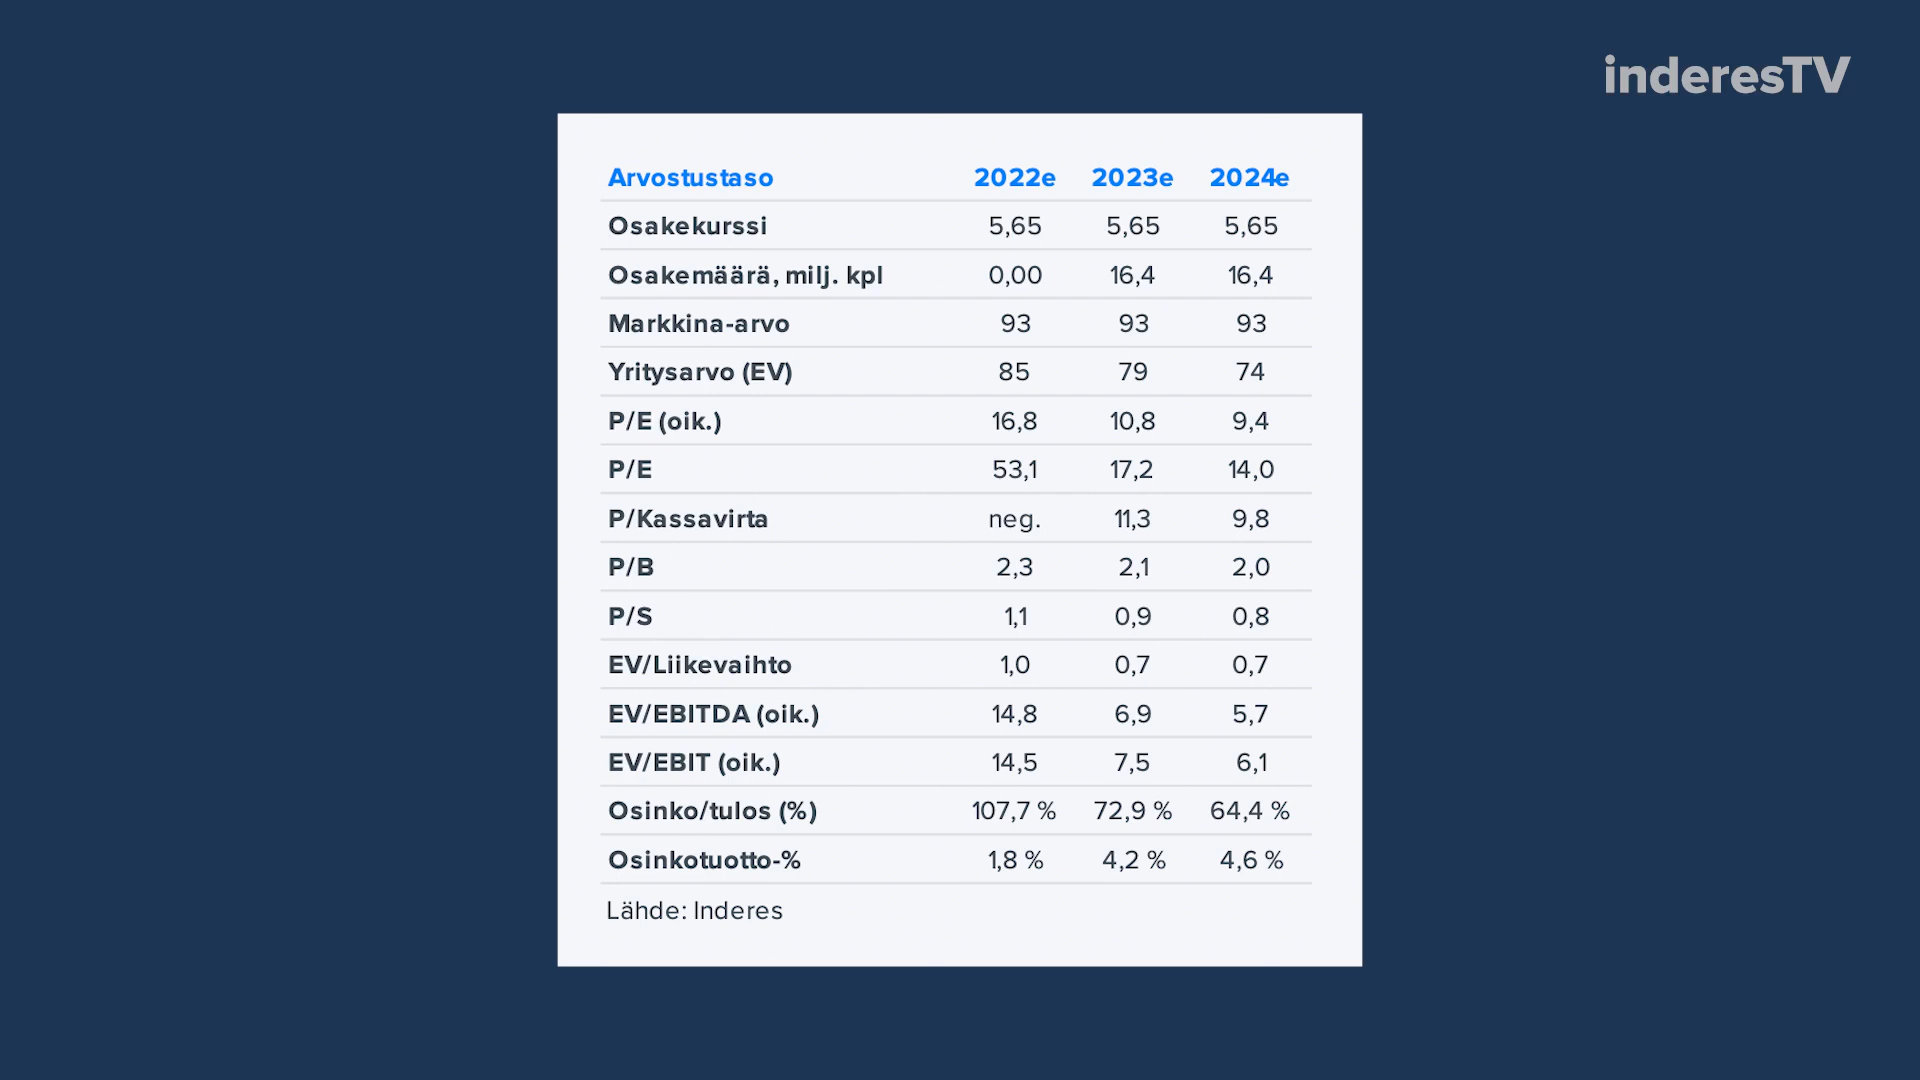 inderesTV
Arvostustaso 2022e 2023e 2024e
Osakekurssi 5,65 5,65 5,65
Osakemäärä, milj. kpl 0,00 16,4 16,4
Markkina-arvo 93 93 93
Yritysarvo (EV) 85 79 74
P/E (oik.) 16,8 10,8 9,4
P/E 53,1 17,2 14,0
P/Kassavirta neg. 11,3 9,8
P/B 2,3 2,1 2,0
P/S 1,1 0,9 0,8
EV/Liikevaihto 1,0 0,7 0,7
EV/EBITDA (oik.) 14,8 6,9 5,7
EV/EBIT (oik.) 14,5 7,5 6,1
Osinko/tulos (%) 107,7 % 72,9 % 64,4 %
Osinkotuotto-% 1,8 % 4,2 % 4,6 %
Lähde: Inderes